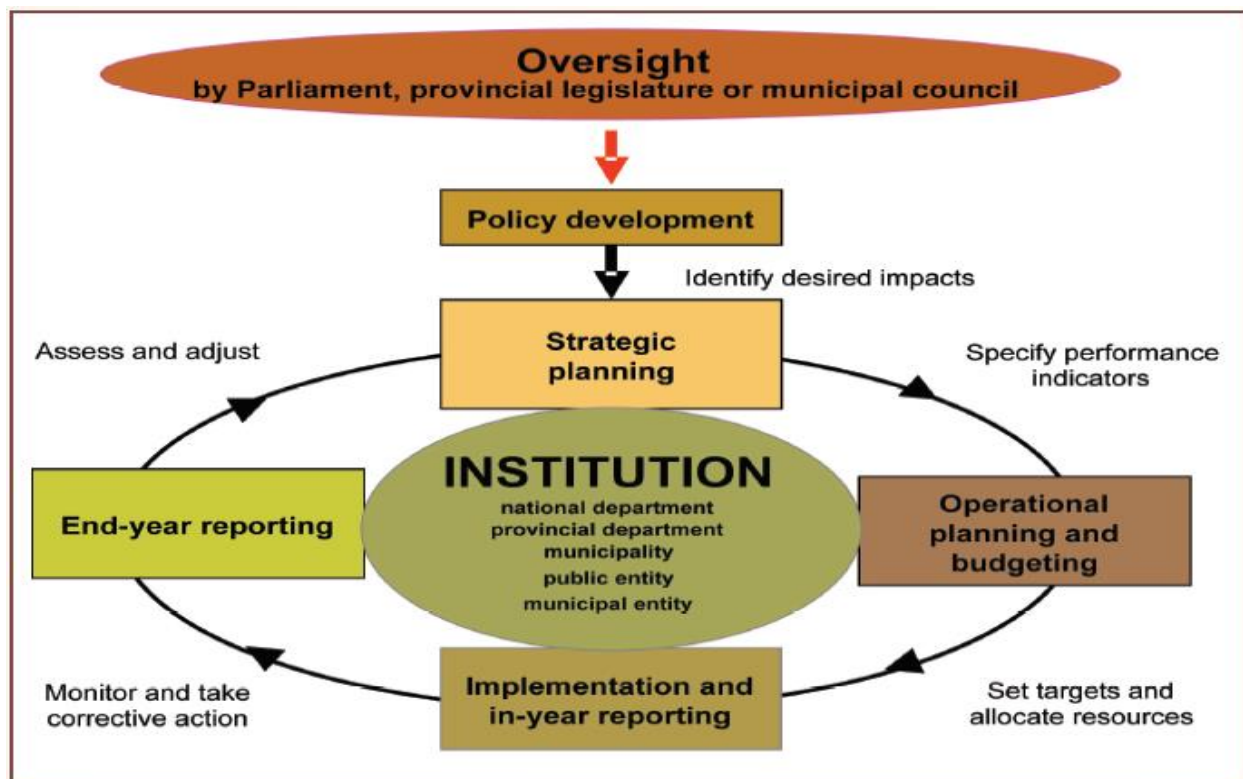 Oversight
by Parliament, provincial legislature or municipal council
Policy development
Identify desired impacts
Strategic
planning
Assess and adjust
Specify performance
indicators
INSTITUTION
national department
provincial department
municipality
public entity
municipal entity
End-year reporting
Operational
planning and
budgeting
Implementation and
in-year reporting
Monitor and take
corrective action
Set targets and
allocate resources